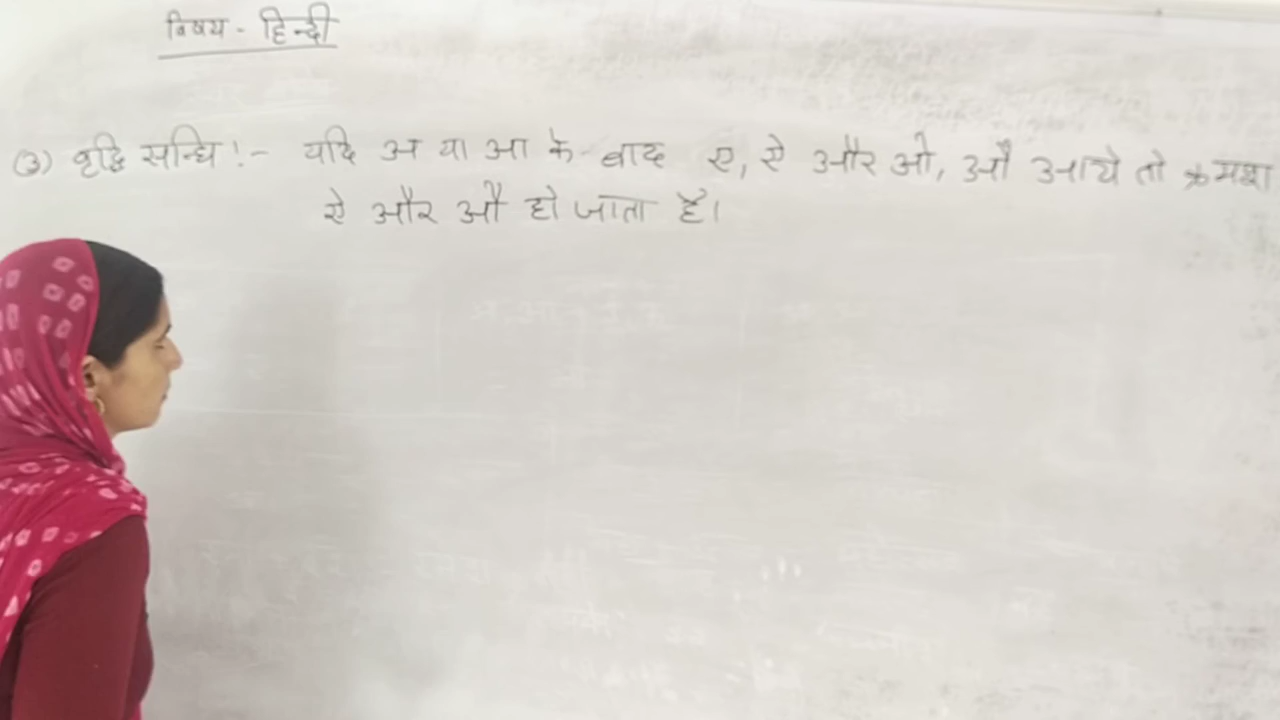 विषय - हिन्दी
(3) वृद्धि सन्धि :- यदि अ या आ के बाद ए, ऐ और ओ, औ आये तो क्रमश
ऐ और औ हो जाता है।